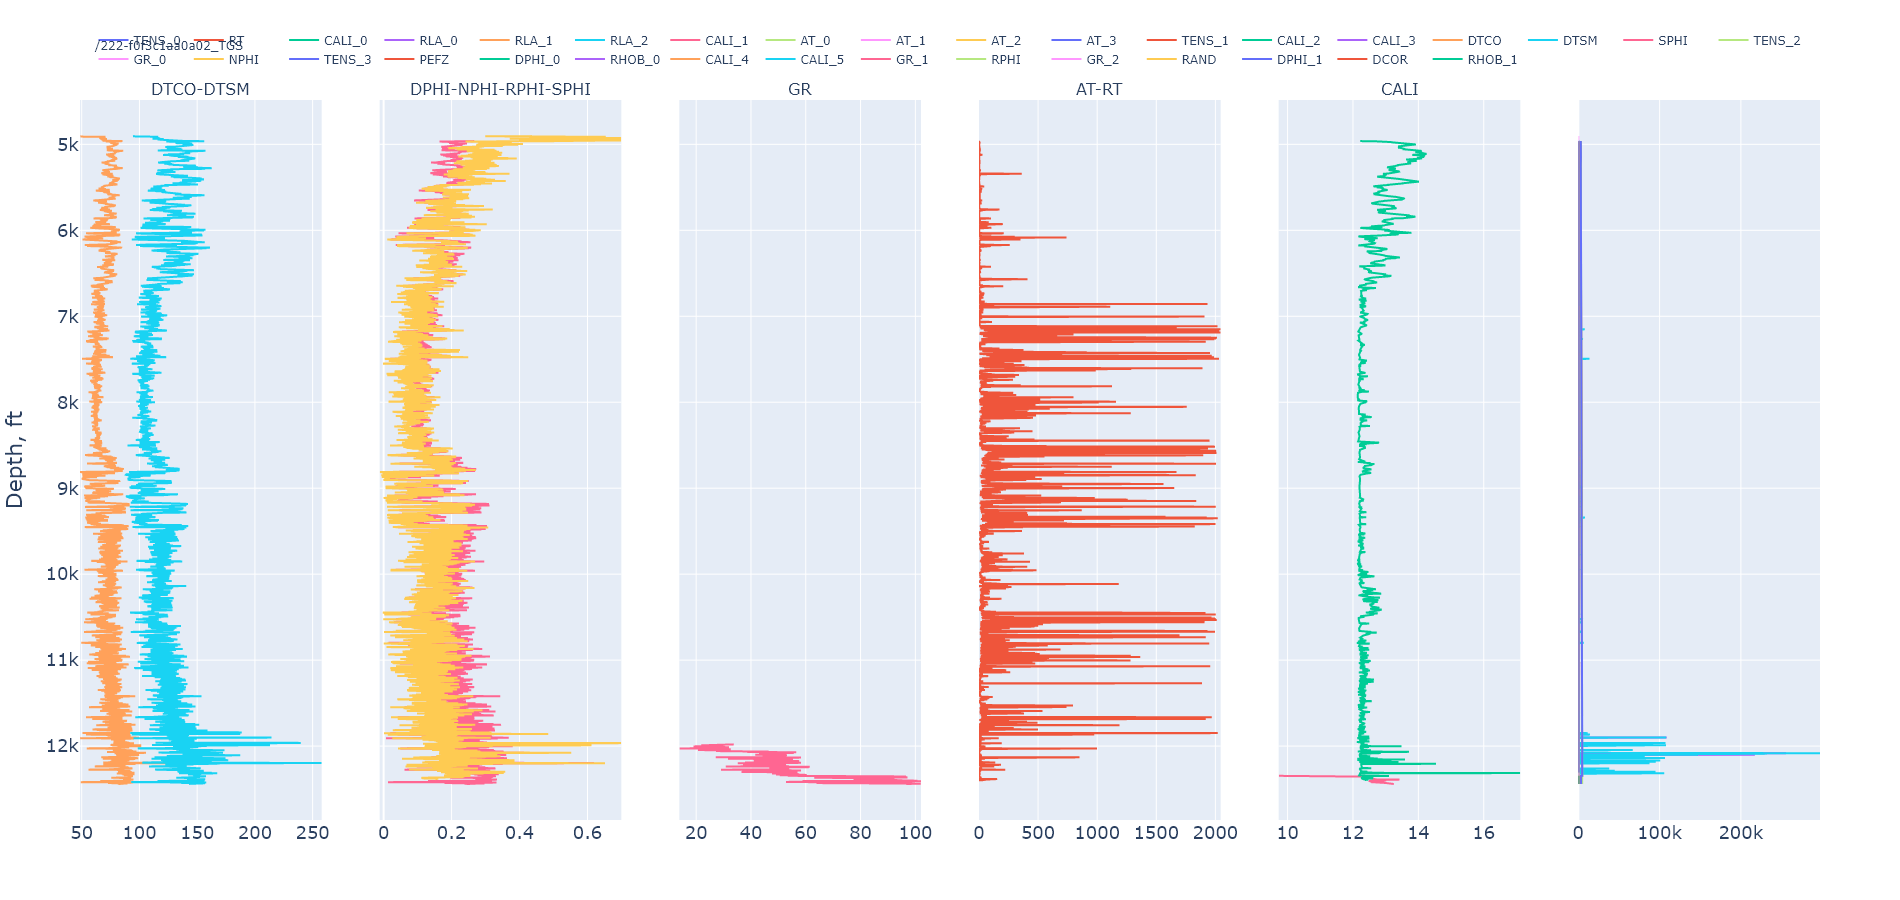 TENS_0 RT CALI_0 RLA_0 RLA_1 RLA_2 CALI_1 AT_0 AT_1 AT_2 AT_3 TENS_1 CALI_2 CALI_3 DTCO DTSM SPHI TENS_2
/222-f0f3c1aa0a02_TGS
GR_0 NPHI TENS_3 PEFZ DPHI_0 RHOB_0 CALI_4 CALI_5 GR_1 RPHI GR_2 RAND DPHI_1 DCOR RHOB_1
DTCO-DTSM DPHI-NPHI-RPHI-SPHI GR AT-RT CALI
Depth, ft
5k
6k
7k
8k
9k
10k
11k
12k
50 100 150 200 250 0 0.2 0.4 0.6 20 40 60 80 100 0 500 1000 1500 2000 10 12 14 16 0 100k 200k